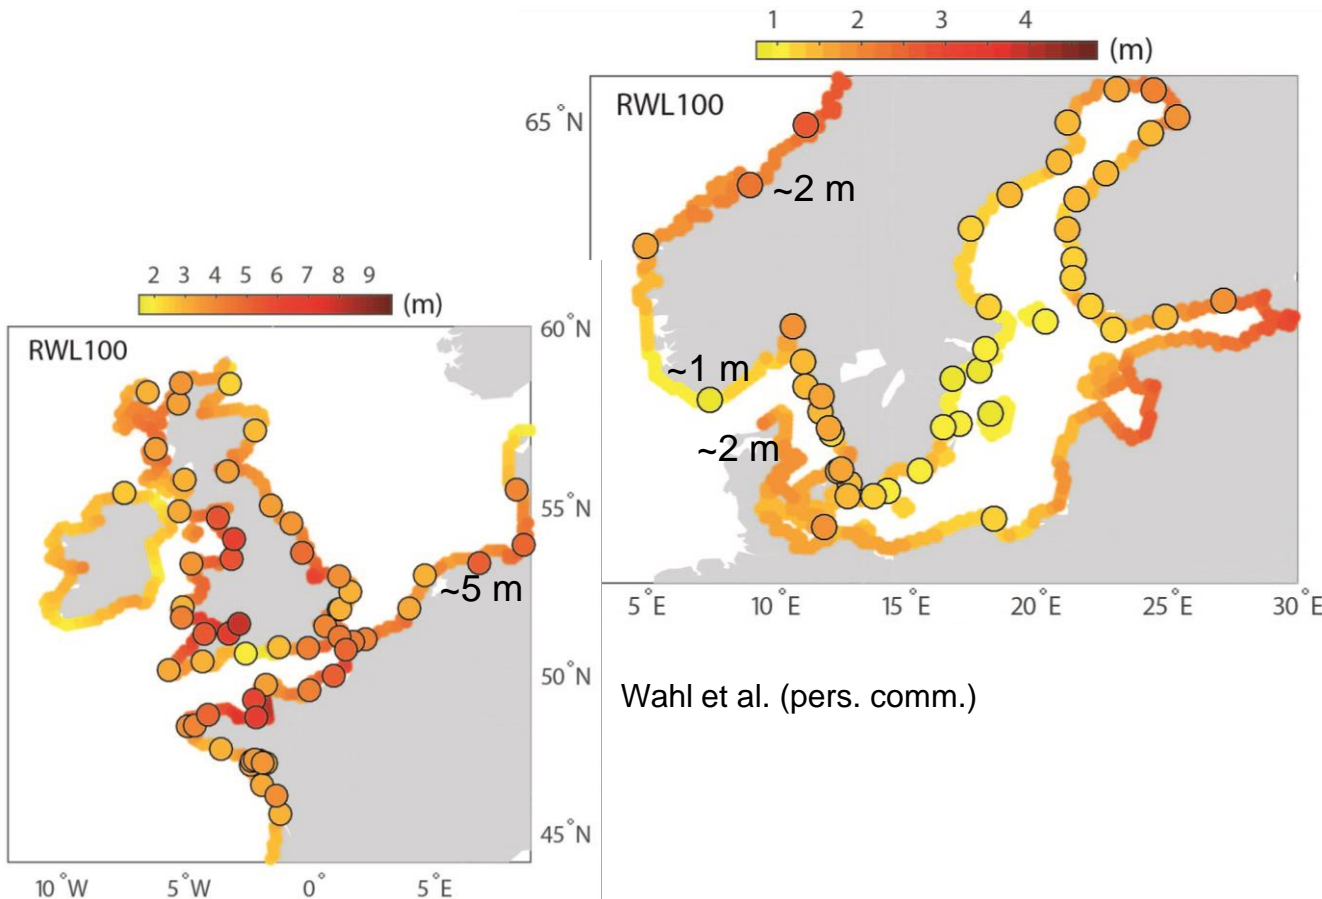 1 2 3 4
(m)
RWL100
65 °N
~2 m
2 3 4 5 6 7 8 9
(m)
60 °N
RWL100
~1 m
~2 m
55 °N
~5 m
5 °E 10 °E 15 °E 20 °E 25 °E 30 °E
50 °N
Wahl et al. (pers. comm.)
45 °N
10 °W 5 °W 0 ° 5 °E